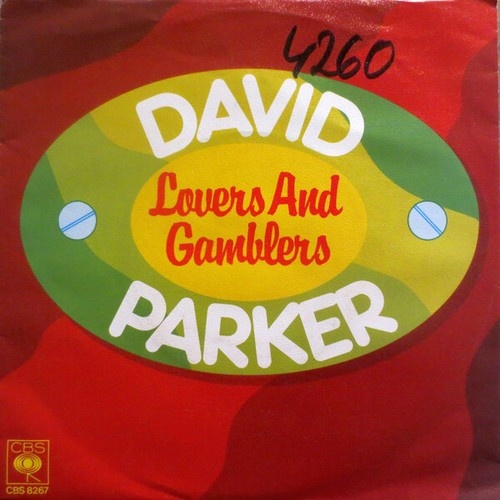 4260
DAVID
Lovers And
Gamblers
PARKER
CBS
CBS 8267